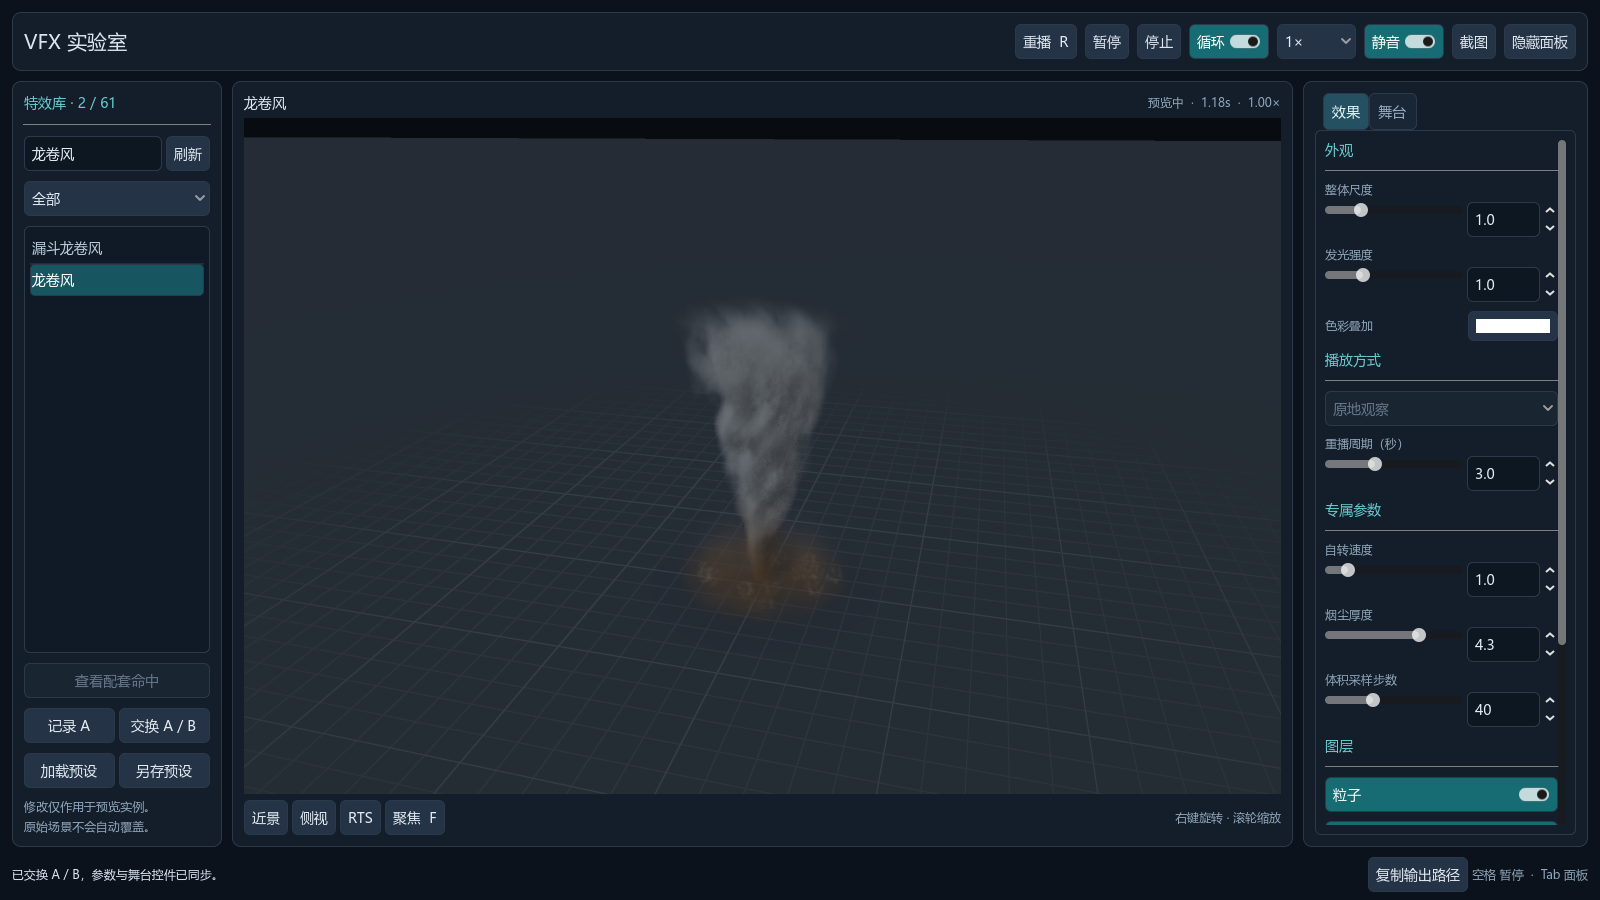 VFX 实验室
重播 R
暂停
停止
循环
1×
静音
截图
隐藏面板
特效库 · 2 / 61
龙卷风
刷新
全部
漏斗龙卷风
龙卷风
查看配套命中
记录 A
交换 A / B
加载预设
另存预设
修改仅作用于预览实例。
原始场景不会自动覆盖。
龙卷风
预览中 · 1.18s · 1.00×
近景
侧视
RTS
聚焦 F
右键旋转 · 滚轮缩放
效果
舞台
外观
整体尺度
1.0
发光强度
1.0
色彩叠加
播放方式
原地观察
重播周期（秒）
3.0
专属参数
自转速度
1.0
烟尘厚度
4.3
体积采样步数
40
图层
粒子
已交换 A / B，参数与舞台控件已同步。
复制输出路径
空格 暂停 · Tab 面板